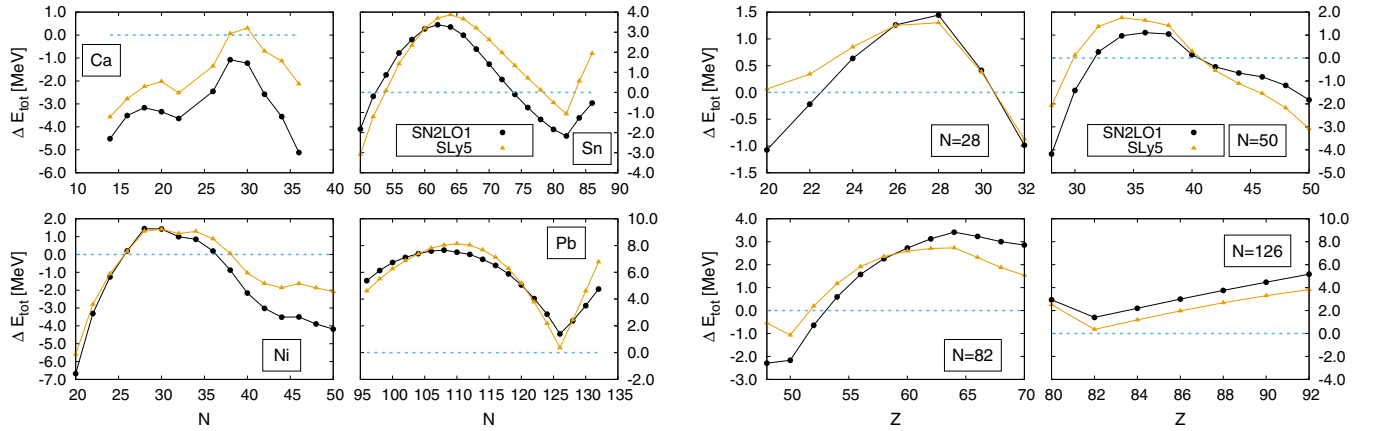 Δ E_tot [MeV]
1.0
0.0
-1.0
-2.0
-3.0
-4.0
-5.0
-6.0
Ca
10 15 20 25 30 35 40
4.0
3.0
2.0
1.0
0.0
-1.0
-2.0
-3.0
-4.0
SN2LO1
SLy5
Sn
50 55 60 65 70 75 80 85 90
Δ E_tot [MeV]
2.0
1.0
0.0
-1.0
-2.0
-3.0
-4.0
-5.0
-6.0
-7.0
Ni
20 25 30 35 40 45 50
N
10.0
8.0
6.0
4.0
2.0
0.0
-2.0
Pb
95 100 105 110 115 120 125 130 135
N
Δ E_tot [MeV]
1.5
1.0
0.5
0.0
-0.5
-1.0
-1.5
N=28
20 22 24 26 28 30 32
2.0
1.0
0.0
-1.0
-2.0
-3.0
-4.0
-5.0
SN2LO1
SLy5
N=50
30 35 40 45 50
Δ E_tot [MeV]
4.0
3.0
2.0
1.0
0.0
-1.0
-2.0
-3.0
N=82
50 55 60 65 70
Z
10.0
8.0
6.0
4.0
2.0
0.0
-2.0
-4.0
N=126
80 82 84 86 88 90 92
Z